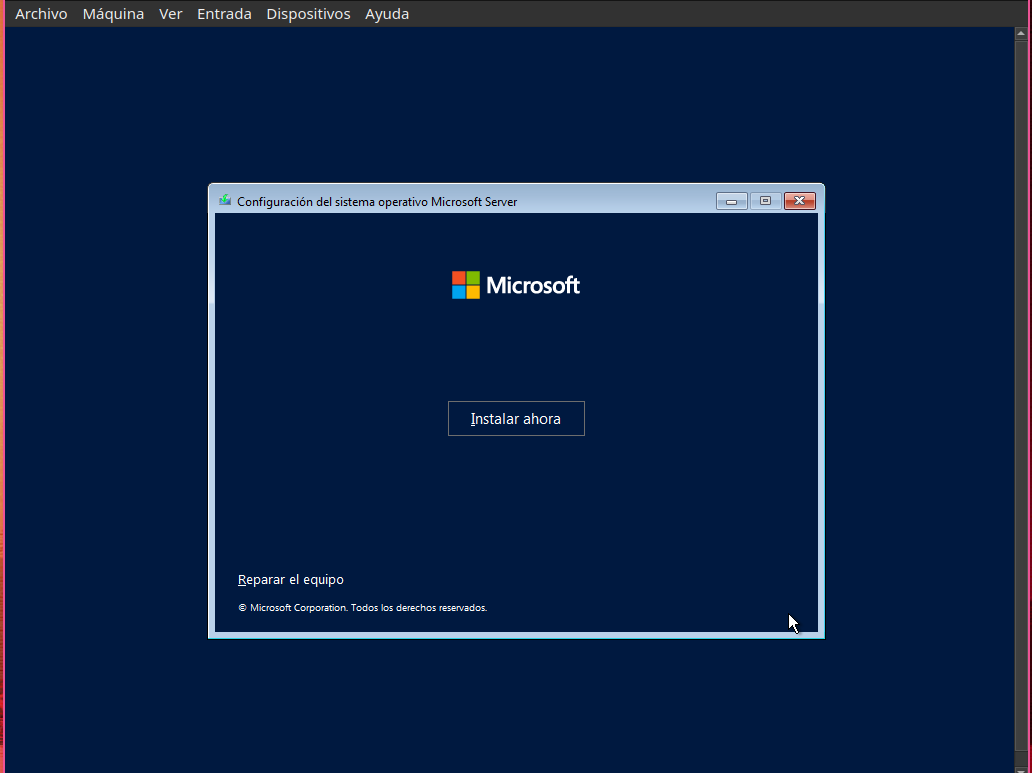 Archivo Máquina Ver Entrada Dispositivos Ayuda
Configuración del sistema operativo Microsoft Server
Microsoft
Instalar ahora
Reparar el equipo
© Microsoft Corporation. Todos los derechos reservados.